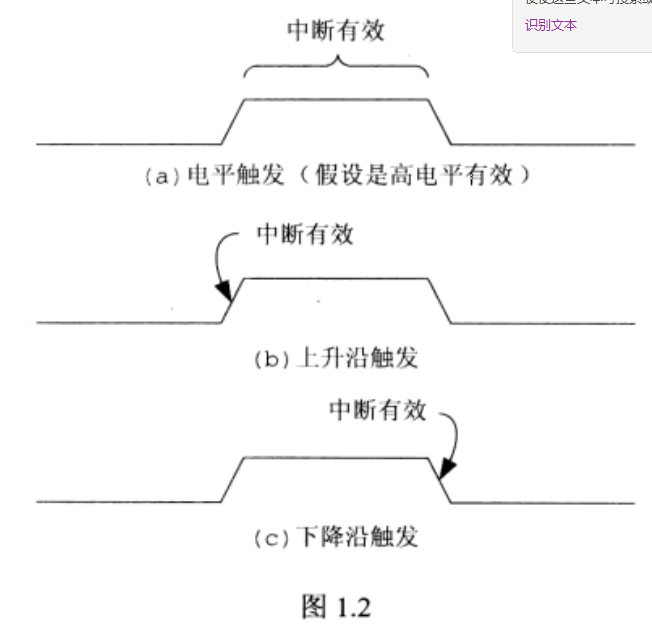 识别文本
中断有效
(a)电平触发（假设是高电平有效）
中断有效
(b)上升沿触发
中断有效
(c)下降沿触发
图 1.2